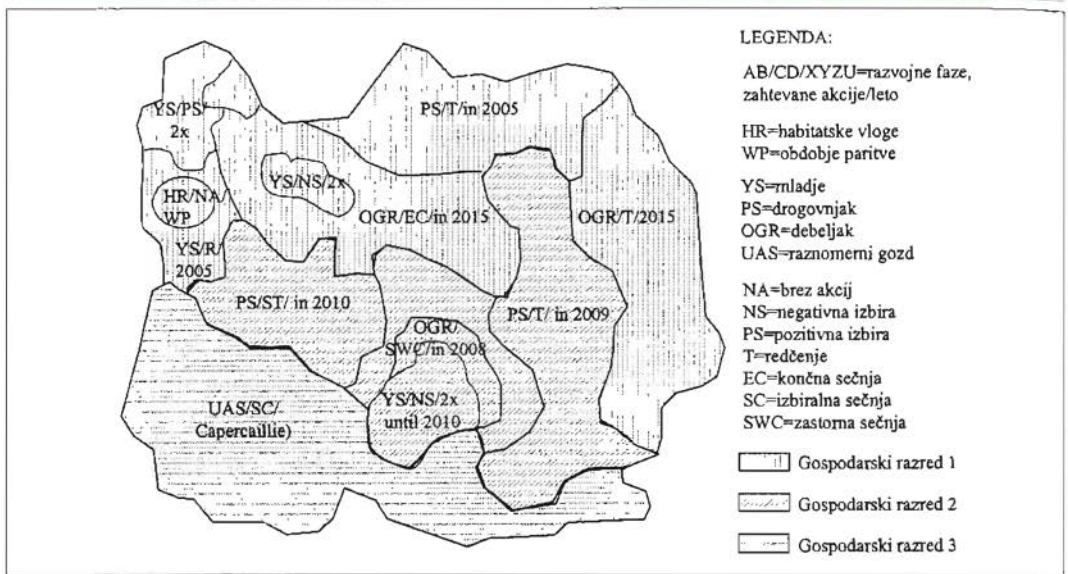 YS/PS/
2x
PS/T/in 2005
YS/NS/2x
HR/NA/
WP
OGR/EC/in 2015
OGR/T/2015
YS/R/
2005
PS/ST/ in 2010
OGR/
SWC/in 2008
PS/T/ in 2009
YS/NS/2x
until 2010
UAS/SC/
Capercaillie)
LEGENDA:
AB/CD/XYZU=razvojne faze,
zahtevane akcije/leto
HR=habitatske vloge
WP=obdobje paritve
YS=mladje
PS=drogovnjak
OGR=debeljak
UAS=raznomerni gozd
NA=brez akcij
NS=negativna izbira
PS=pozitivna izbira
T=redčenje
EC=končna sečnja
SC=izbiralna sečnja
SWC=zastorna sečnja
Gospodarski razred 1
Gospodarski razred 2
Gospodarski razred 3